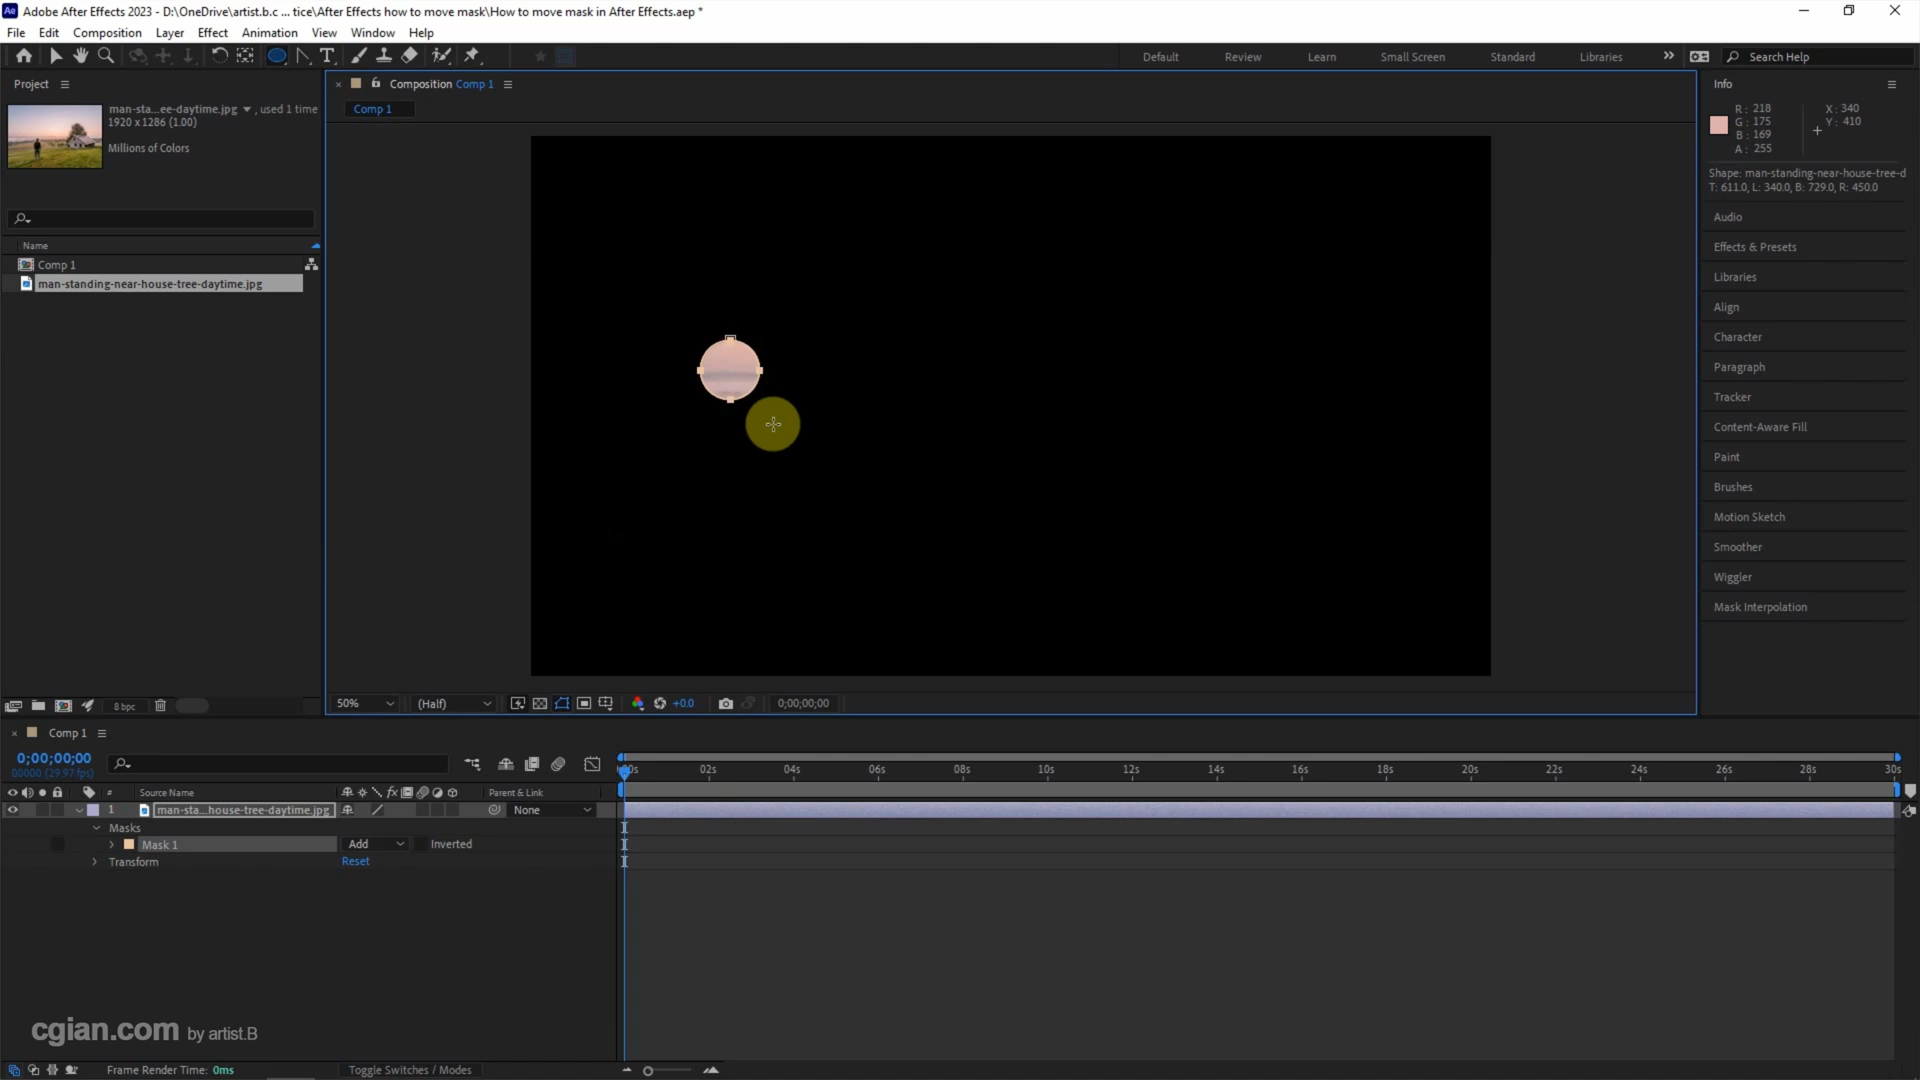 Adobe After Effects 2023 - D:\OneDrive\artist.b.c ... tice\After Effects how to move mask\How to move mask in After Effects.aep *
File Edit Composition Layer Effect Animation View Window Help
Default Review Learn Small Screen Standard Libraries Search Help
Project
man-sta...ee-daytime.jpg , used 1 time
1920 x 1286 (1.00)
Millions of Colors
Name
Comp 1
man-standing-near-house-tree-daytime.jpg
8 bpc
Composition Comp 1
Comp 1
50% (Half) +0.0 0;00;00;00
Info
R: 218
G: 175
B: 169
A: 255
X: 340
Y: 410
Shape: man-standing-near-house-tree-d
T: 611.0, L: 340.0, B: 729.0, R: 450.0
Audio
Effects & Presets
Libraries
Align
Character
Paragraph
Tracker
Content-Aware Fill
Paint
Brushes
Motion Sketch
Smoother
Wiggler
Mask Interpolation
Comp 1
0;00;00;00
00000 (29.97 fps)
02s 04s 06s 08s 10s 12s 14s 16s 18s 20s 22s 24s 26s 28s 30s
# Source Name fx Parent & Link
1 man-sta...house-tree-daytime.jpg None
Masks
Mask 1 Add Inverted
Transform Reset
cgian.com by artist.B
Frame Render Time: 0ms Toggle Switches / Modes